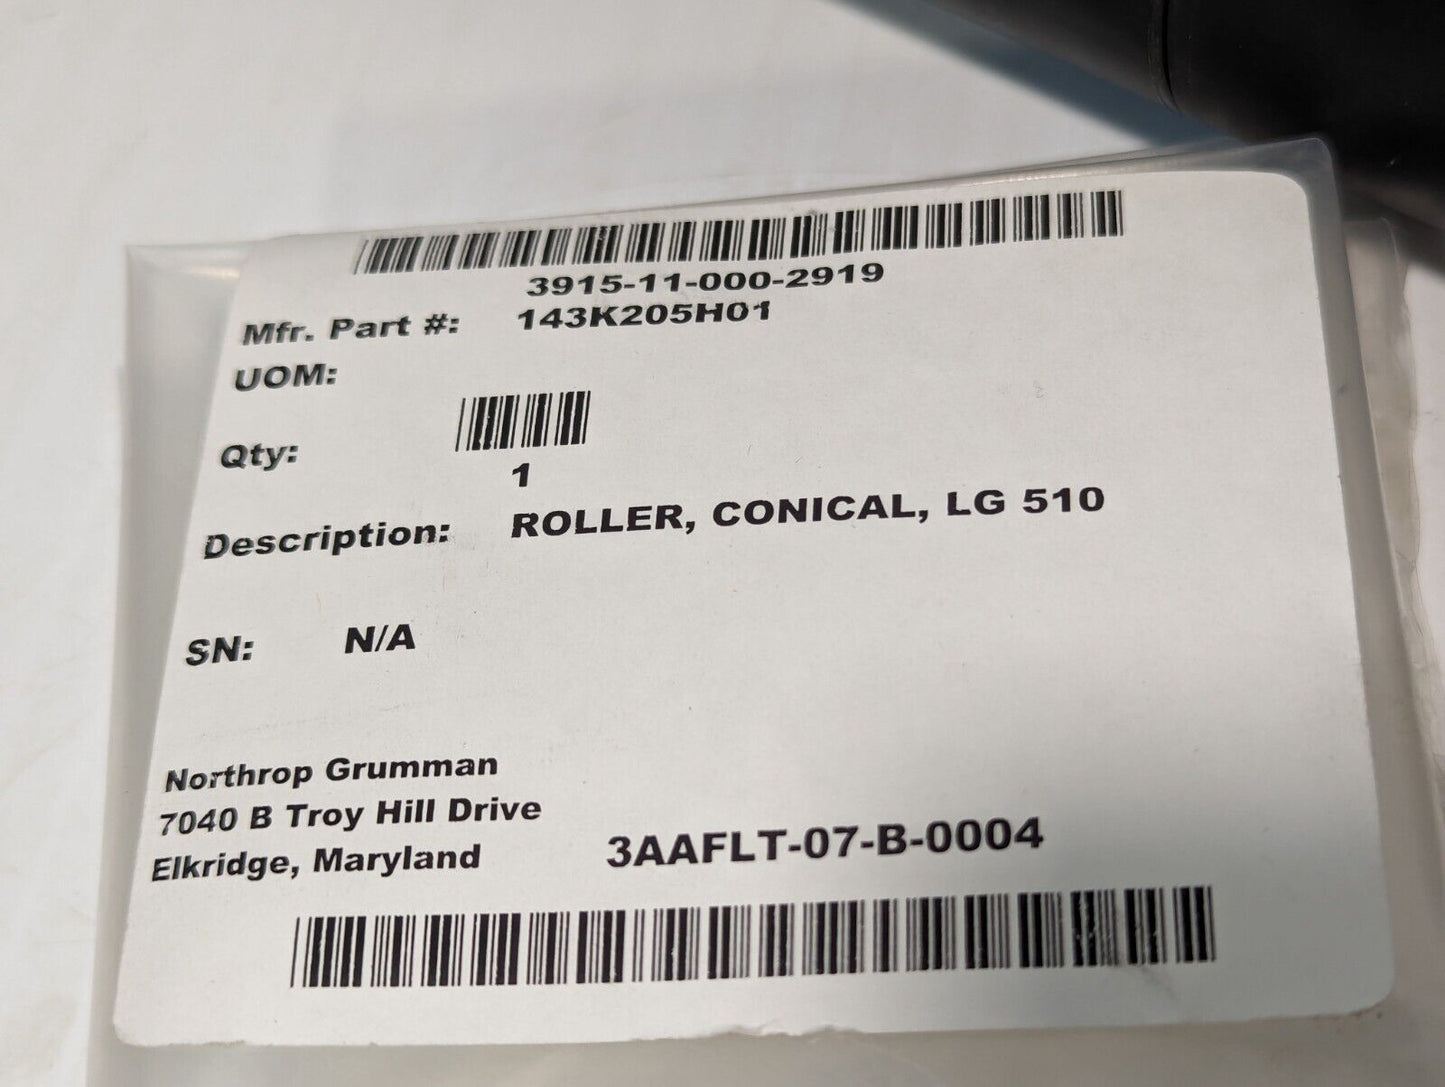 3915-11-000-2919
Mfr. Part #: 143K205H01
UOM:
Qty:
1
Description: ROLLER, CONICAL, LG 510
SN: N/A
Northrop Grumman
7040 B Troy Hill Drive
Elkridge, Maryland
3AAFLT-07-B-0004